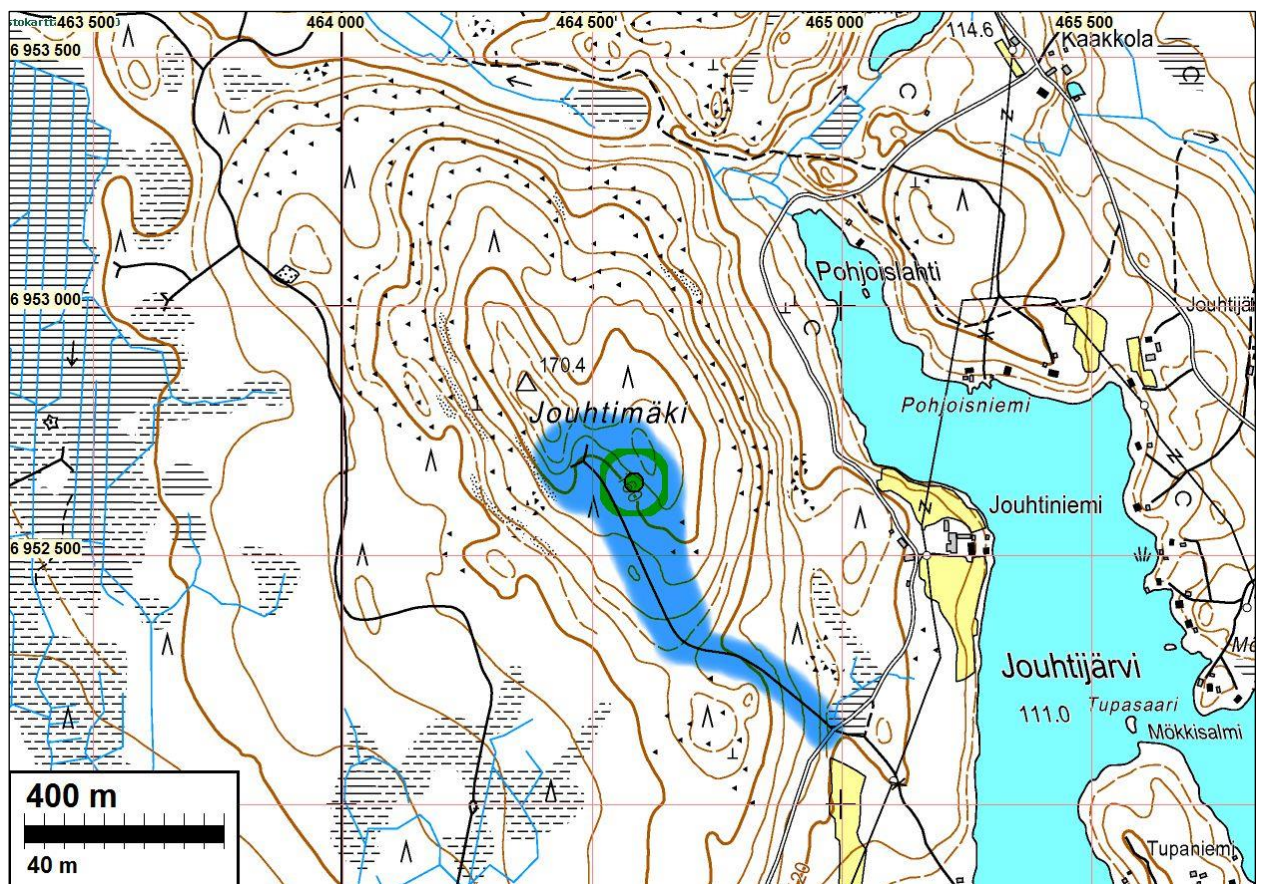 463 500
464 000
464 500
465 000
465 500
6 953 500
114.6
Kaakkola
Pohjoislahti
6 953 000
170.4
Jouhtimäki
Pohjoisniemi
Jouhtiniemi
6 952 500
Jouhtijärvi
111.0
Tupasaari
Mökkisalmi
400 m
40 m
Tupaniemi